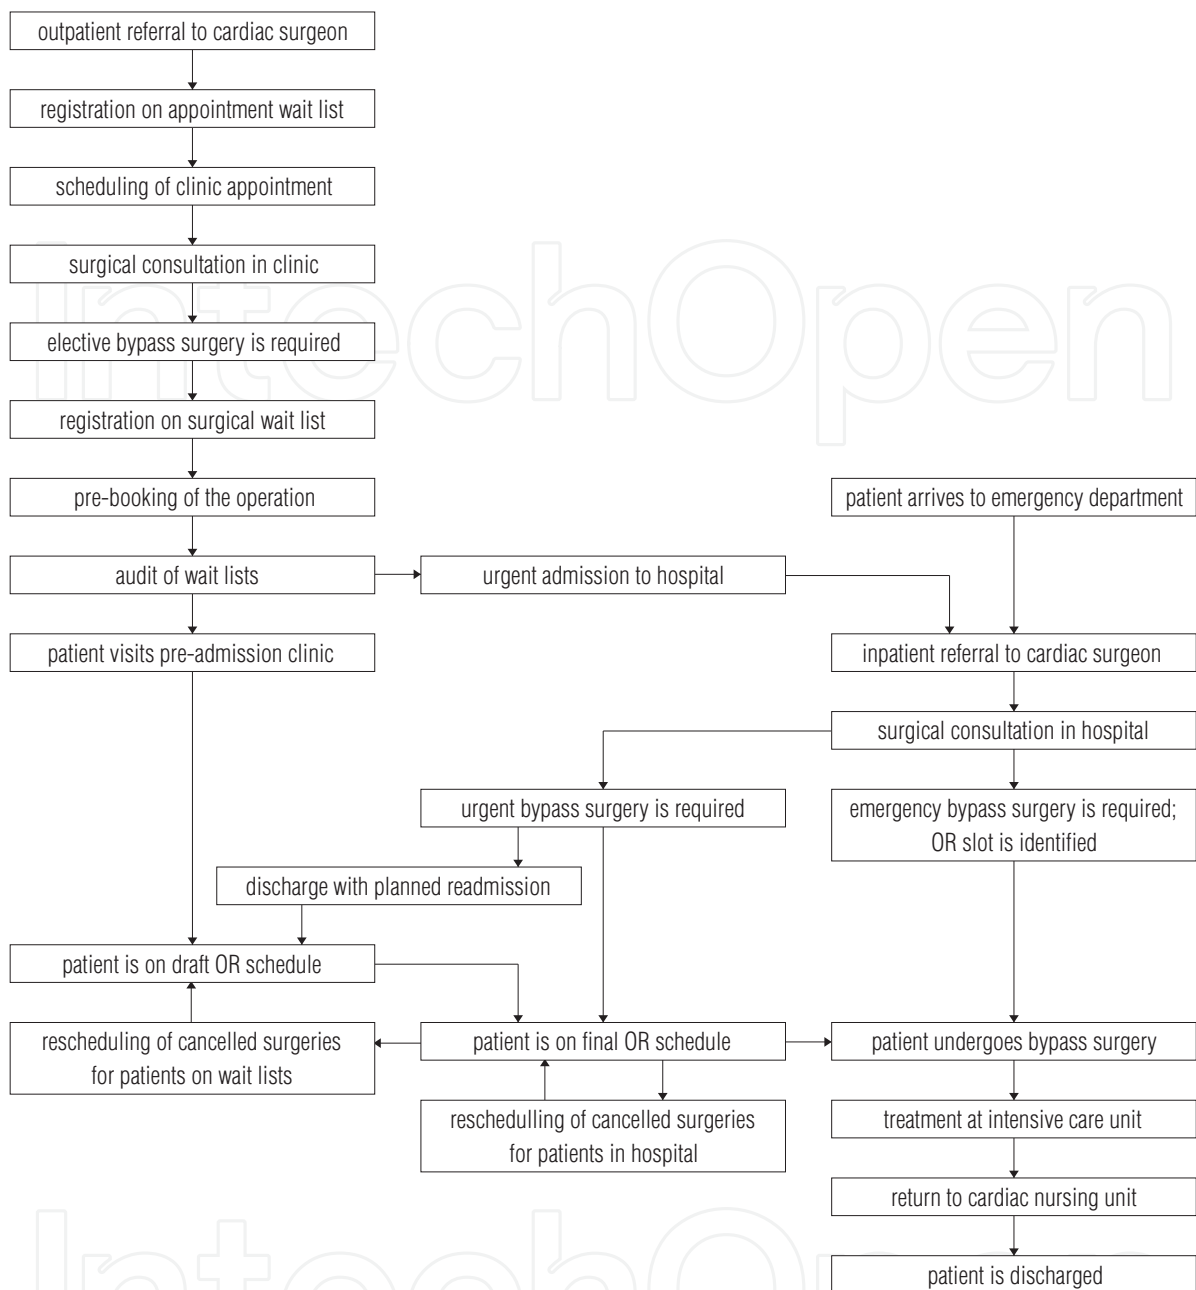 outpatient referral to cardiac surgeon
registration on appointment wait list
scheduling of clinic appointment
surgical consultation in clinic
elective bypass surgery is required
registration on surgical wait list
pre-booking of the operation
patient arrives to emergency department
audit of wait lists
urgent admission to hospital
patient visits pre-admission clinic
inpatient referral to cardiac surgeon
surgical consultation in hospital
urgent bypass surgery is required
emergency bypass surgery is required;
OR slot is identified
discharge with planned readmission
patient is on draft OR schedule
rescheduling of cancelled surgeries
for patients on wait lists
patient is on final OR schedule
patient undergoes bypass surgery
reschedulling of cancelled surgeries
for patients in hospital
treatment at intensive care unit
return to cardiac nursing unit
patient is discharged
IntechOpen
IntechOpen